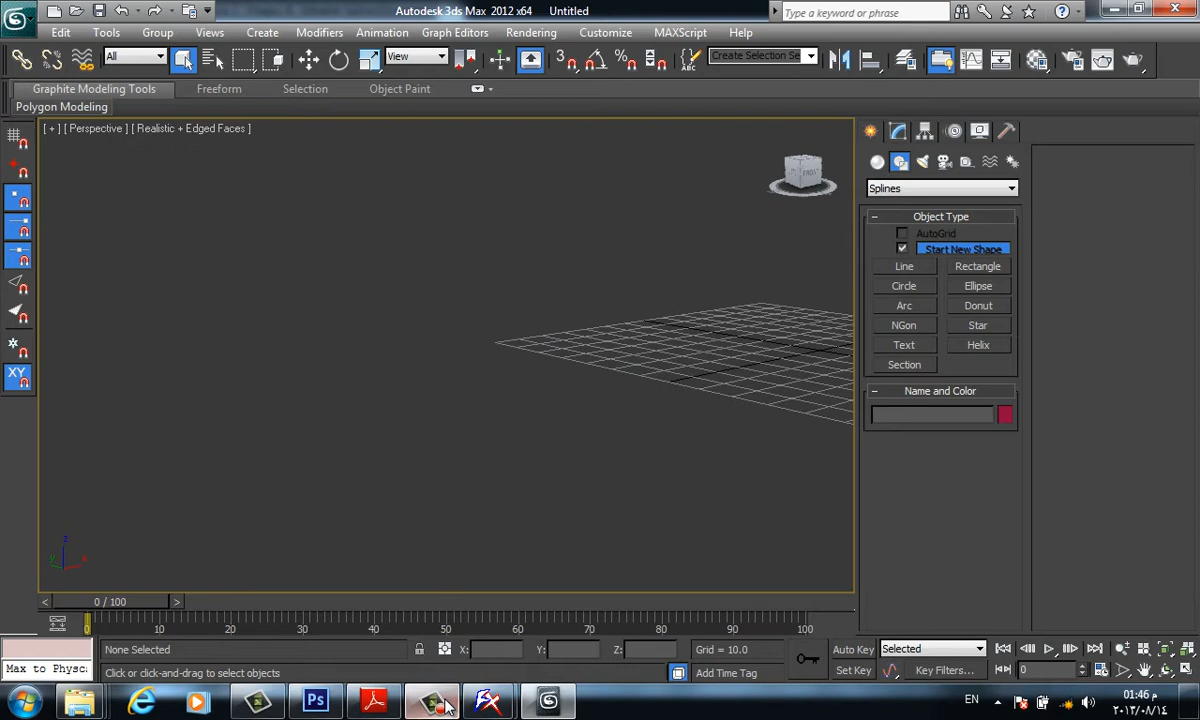 Autodesk 3ds Max 2012 x64 Untitled
Type a keyword or phrase
Edit Tools Group Views Create Modifiers Animation Graph Editors Rendering Customize MAXScript Help
All View 3 Create Selection Se
Graphite Modeling Tools Freeform Selection Object Paint
Polygon Modeling
[ + ] [ Perspective ] [ Realistic + Edged Faces ]
FRONT
Splines
Object Type
AutoGrid
Start New Shape
Line Rectangle
Circle Ellipse
Arc Donut
NGon Star
Text Helix
Section
Name and Color
XY
z
y x
< 0 / 100 >
0 10 20 30 40 50 60 70 80 90 100
None Selected X: Y: Z: Grid = 10.0 Auto Key Selected
Max to Physc Click or click-and-drag to select objects Add Time Tag Set Key Key Filters... 0
Ps EN
01:46 م
٢٠١٣/٠٨/١٤